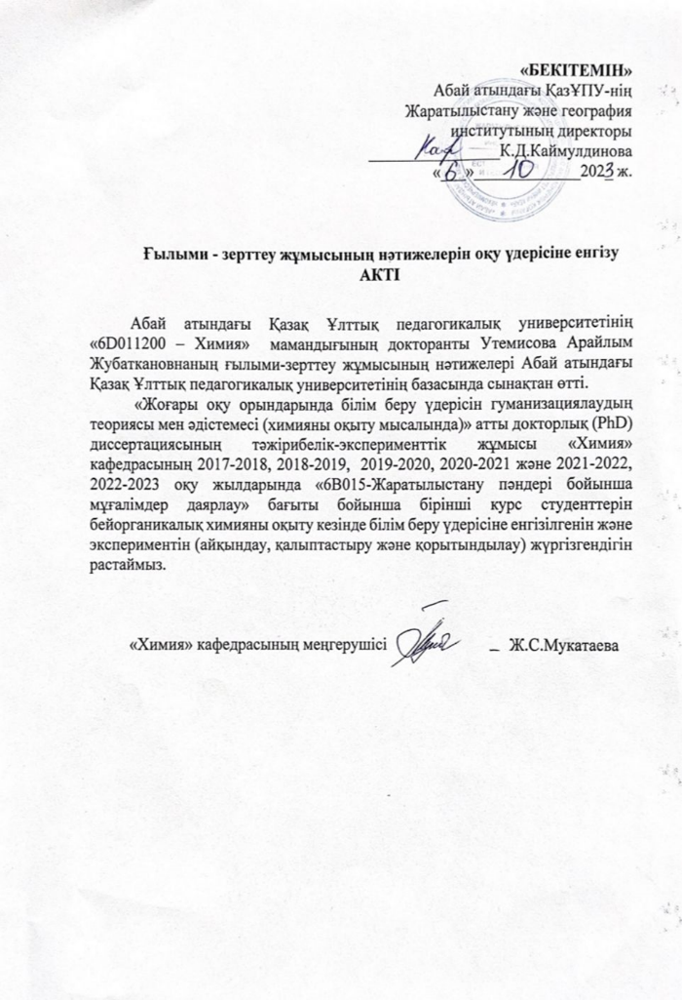 «БЕКІТЕМІН»
Абай атындағы ҚазҰПУ-нің
Жаратылыстану және география
институтының директоры
К.Д.Каймулдинова
« 6 » 10 2023 ж.
Ғылыми - зерттеу жұмысының нәтижелерін оқу үдерісіне енгізу
АКТІ
Абай атындағы Қазақ Ұлттық педагогикалық университетінің
«6D011200 – Химия» мамандығының докторанты Утемисова Арайлым
Жубаткановнаның ғылыми-зерттеу жұмысының нәтижелері Абай атындағы
Қазақ Ұлттық педагогикалық университетінің базасында сынақтан өтті.
«Жоғары оқу орындарында білім беру үдерісін гуманизациялаудың
теориясы мен әдістемесі (химияны оқыту мысалында)» атты докторлық (PhD)
диссертациясының тәжірибелік-эксперименттік жұмысы «Химия»
кафедрасының 2017-2018, 2018-2019, 2019-2020, 2020-2021 және 2021-2022,
2022-2023 оқу жылдарында «6B015-Жаратылыстану пәндері бойынша
мұғалімдер даярлау» бағыты бойынша бірінші курс студенттерін
бейорганикалық химияны оқыту кезінде білім беру үдерісіне енгізілгенін және
экспериментін (айқындау, қалыптастыру және қорытындылау) жүргізгендігін
растаймыз.
«Химия» кафедрасының меңгерушісі Ж.С.Мукатаева